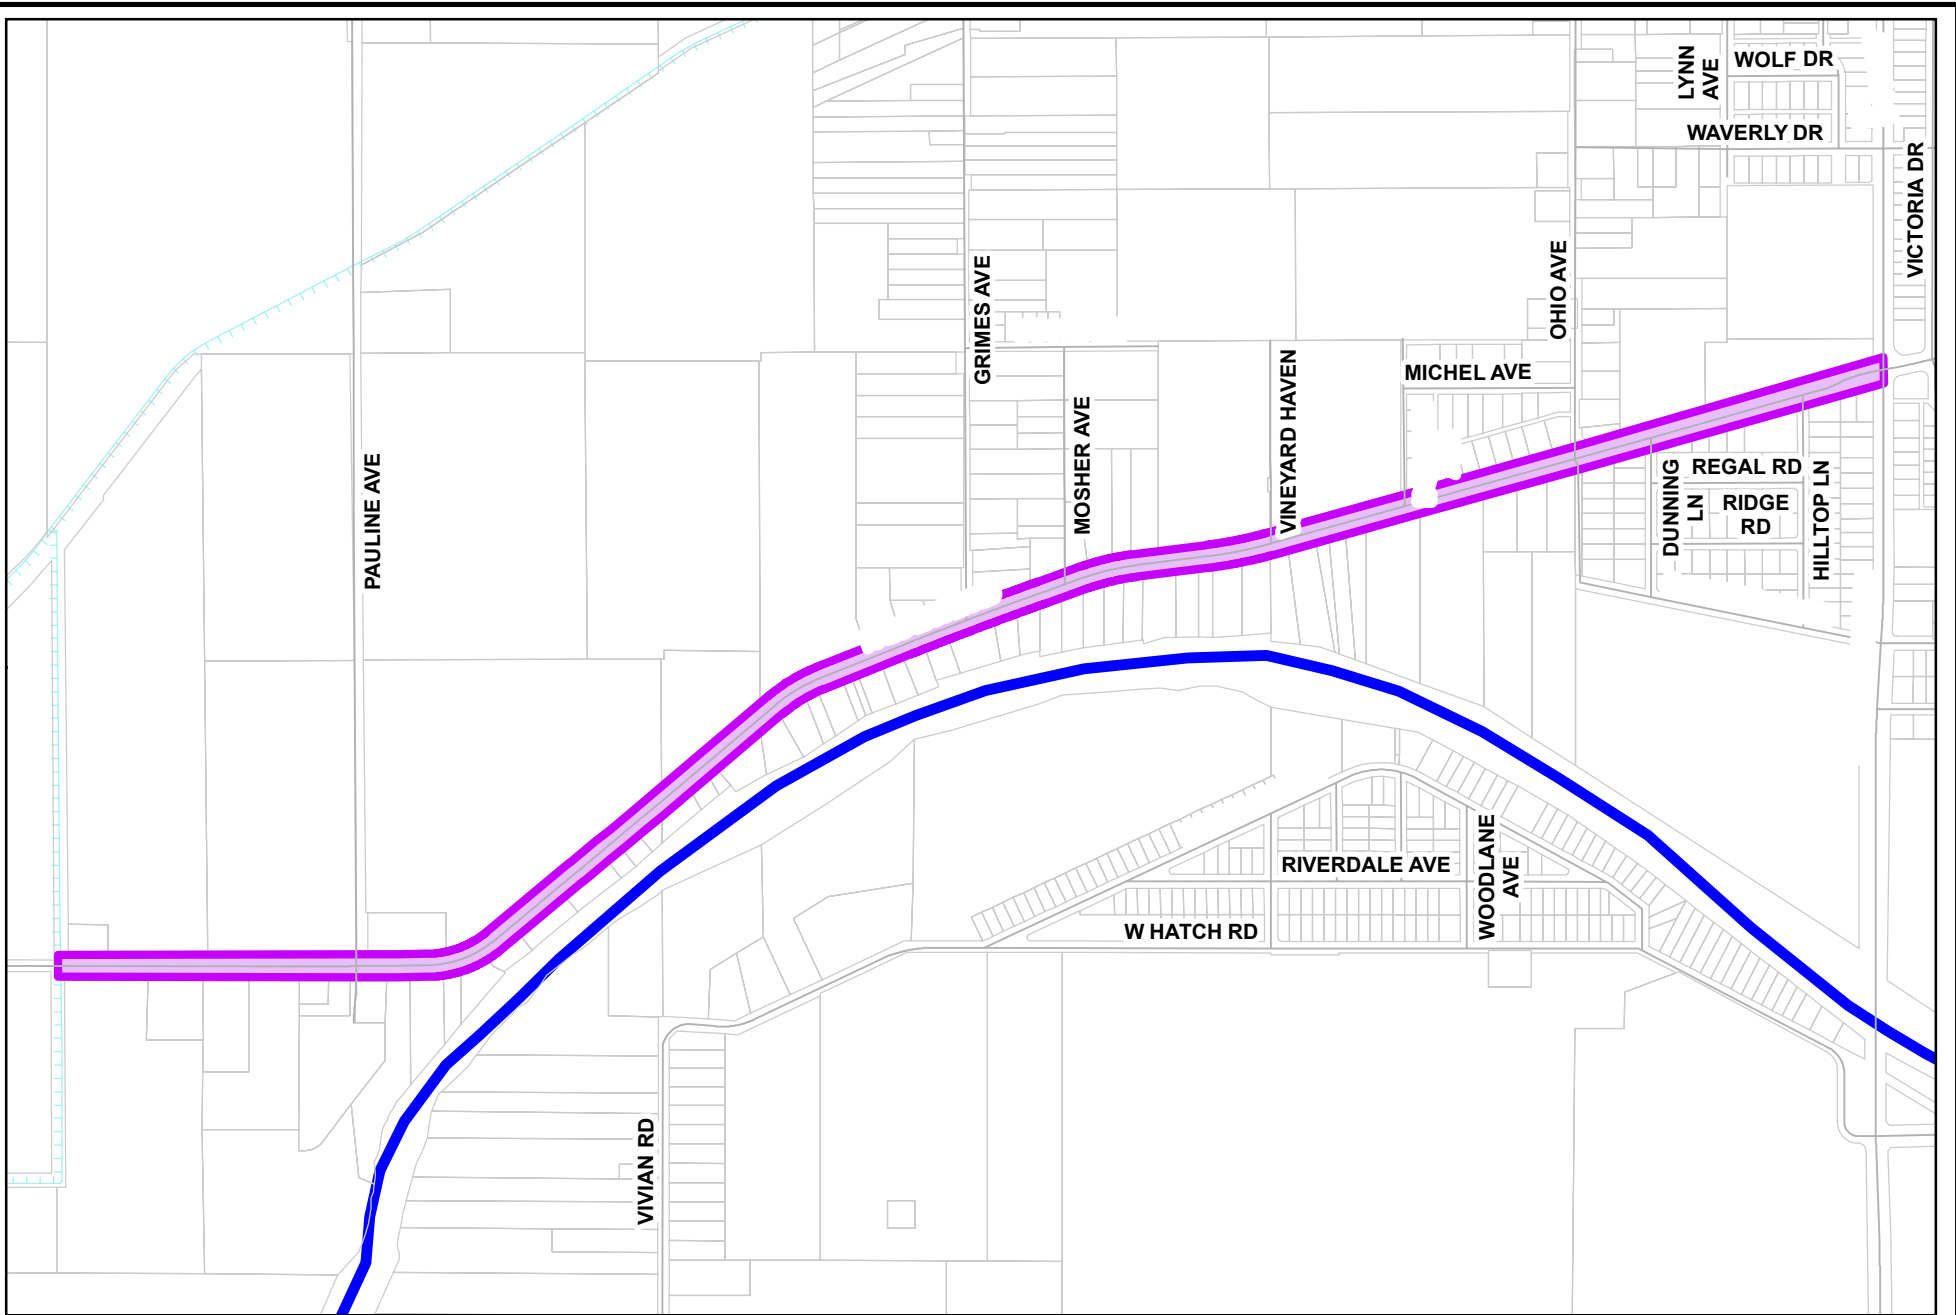 LYNN
AVE
WOLF DR
WAVERLY DR
VICTORIA DR
GRIMES AVE
OHIO AVE
MICHEL AVE
VINEYARD HAVEN
MOSHER AVE
PAULINE AVE
DUNNING
LN
REGAL RD
RIDGE
RD
HILLTOP LN
RIVERDALE AVE
WOODLANE
AVE
W HATCH RD
VIVIAN RD